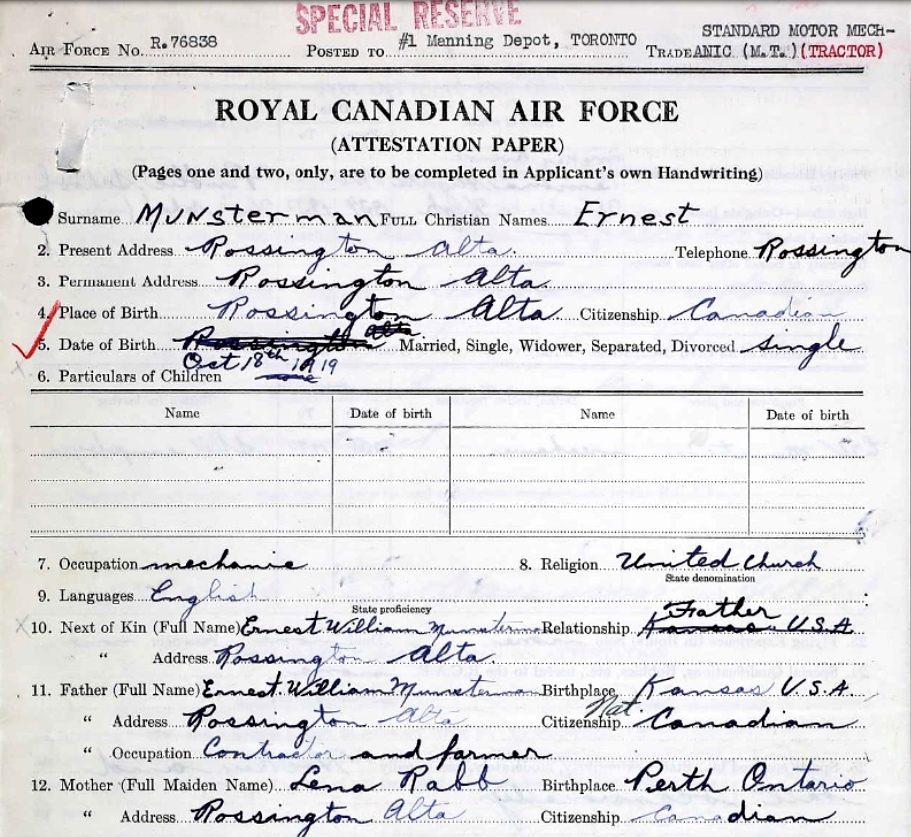 SPECIAL RESERVE
AIR FORCE NO. R.76838 POSTED TO #1 Manning Depot, TORONTO TRADE STANDARD MOTOR MECH-
ANIC (M.T.)(TRACTOR)
ROYAL CANADIAN AIR FORCE
(ATTESTATION PAPER)
(Pages one and two, only, are to be completed in Applicant's own Handwriting)
Surname Munsterman FULL Christian Names Ernest
2. Present Address Rossington Alta. Telephone Rossington
3. Permanent Address Rossington Alta
4. Place of Birth Rossington Alta Citizenship Canadian
5. Date of Birth Rossington Alta Married, Single, Widower, Separated, Divorced single
Oct 18th 1919
6. Particulars of Children none
Name Date of birth Name Date of birth
7. Occupation mechanic 8. Religion United Church
State denomination
9. Languages English
State proficiency
Father
10. Next of Kin (Full Name) Ernest William Munsterman Relationship Kansas U.S.A
" Address Rossington Alta.
11. Father (Full Name) Ernest William Munsterman Birthplace Kansas U.S.A.
" Address Rossington Alta Citizenship Nat Canadian
" Occupation Contractor and farmer
12. Mother (Full Maiden Name) Lena Rabb Birthplace Perth Ontario
" Address Rossington Alta Citizenship Canadian